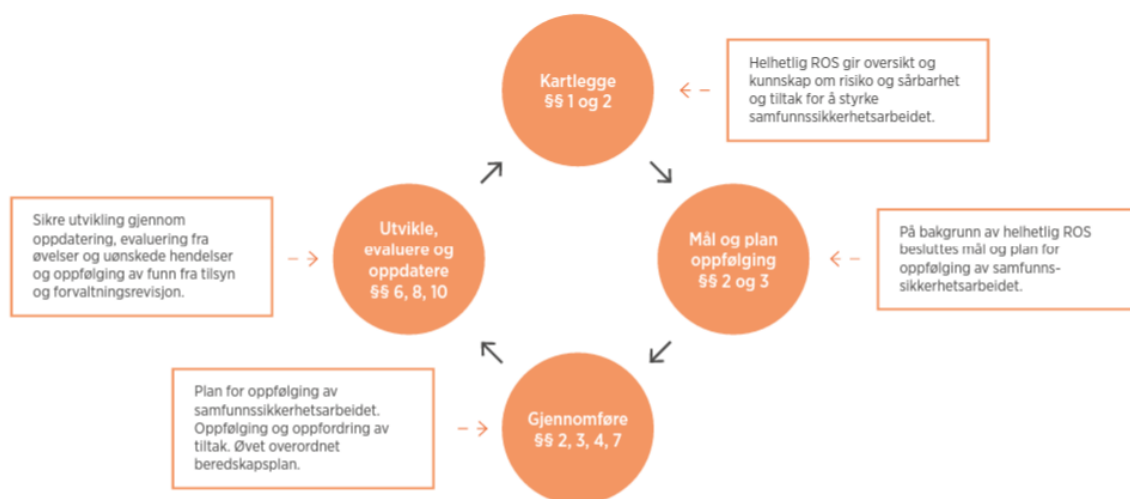 Kartlegge
§§ 1 og 2
Helhetlig ROS gir oversikt og
kunnskap om risiko og sårbarhet
og tiltak for å styrke
samfunnssikkerhetsarbeidet.
Mål og plan
oppfølging
§§ 2 og 3
På bakgrunn av helhetlig ROS
besluttes mål og plan for
oppfølging av samfunns-
sikkerhetsarbeidet.
Gjennomføre
§§ 2, 3, 4, 7
Plan for oppfølging av
samfunnssikkerhetsarbeidet.
Oppfølging og oppfordring av
tiltak. Øvet overordnet
beredskapsplan.
Utvikle,
evaluere og
oppdatere
§§ 6, 8, 10
Sikre utvikling gjennom
oppdatering, evaluering fra
øvelser og uønskede hendelser
og oppfølging av funn fra tilsyn
og forvaltningsrevisjon.